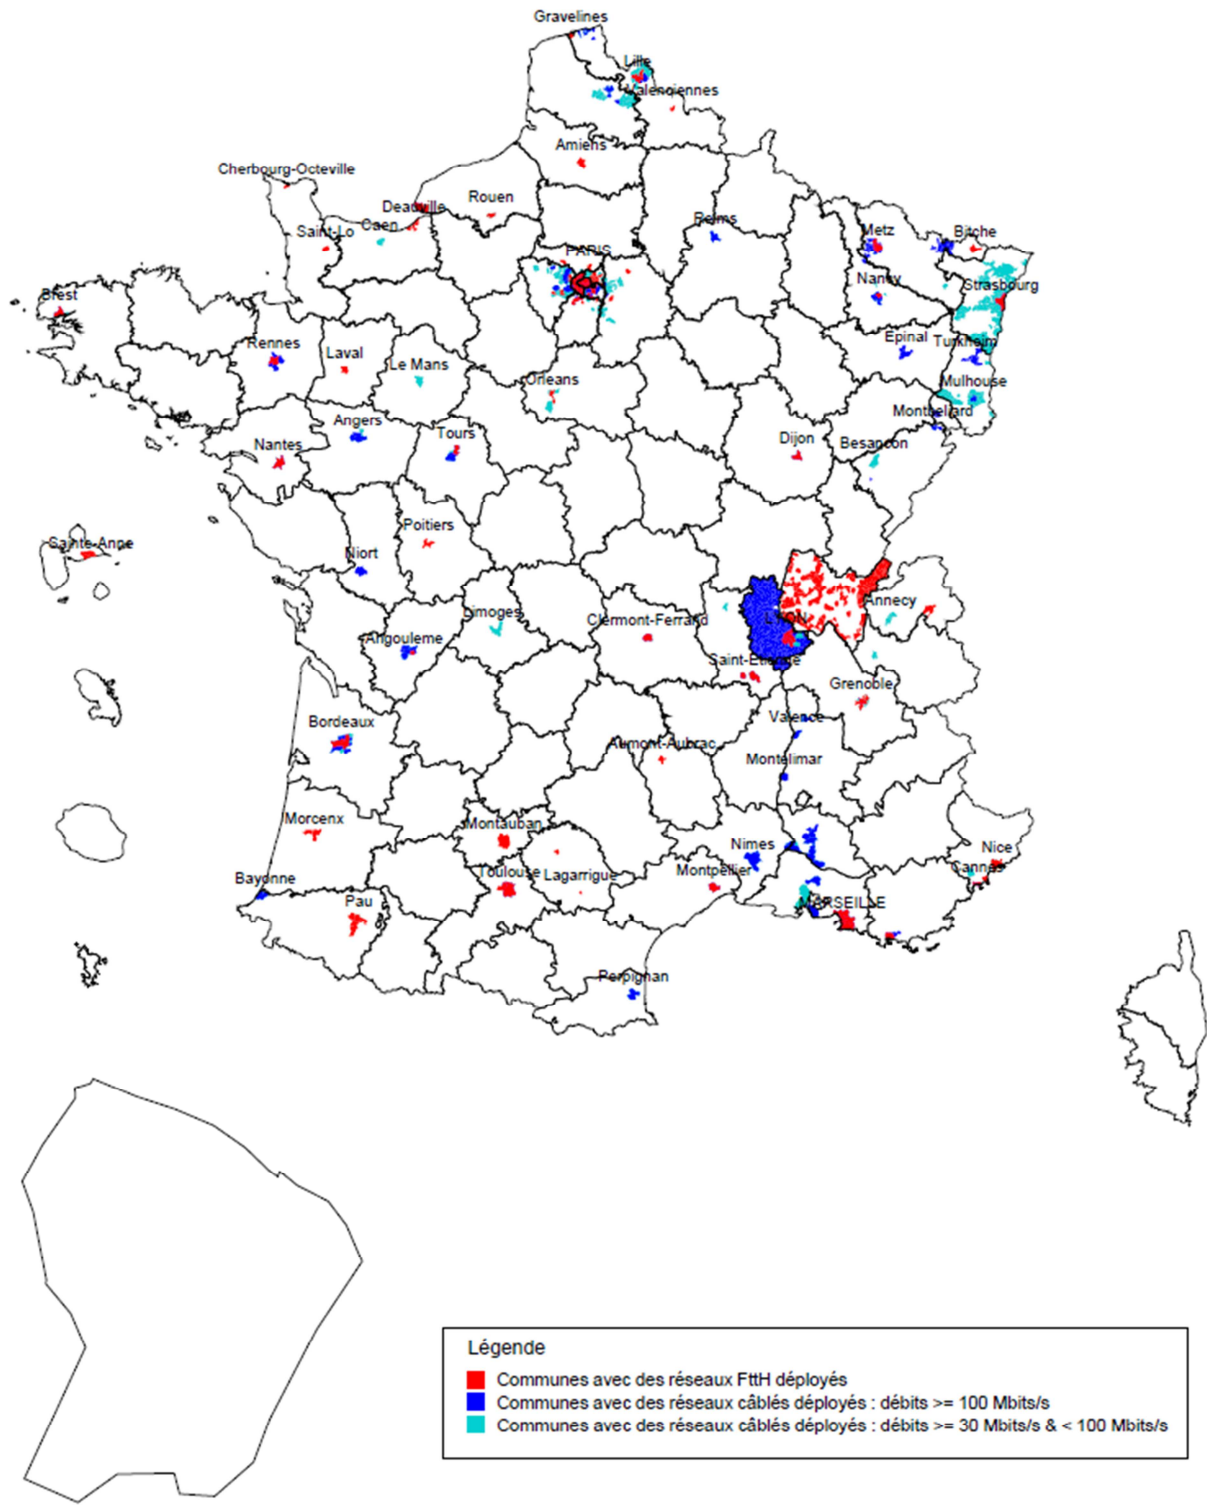 Gravelines
Lille
Valenciennes
Amiens
Cherbourg-Octeville
Rouen
Deauville
Reims
Saint-Lo
Caen
Metz
Bitche
PARIS
Nancy
Strasbourg
Brest
Rennes
Laval
Le Mans
Epinal
Turkheim
Orleans
Mulhouse
Montbeliard
Angers
Tours
Nantes
Dijon
Besancon
Poitiers
Sainte-Anne
Niort
Annecy
Limoges
Clermont-Ferrand
LYON
Angouleme
Saint-Etienne
Grenoble
Bordeaux
Valence
Aumont-Aubrac
Montelimar
Morcenx
Montauban
Nimes
Nice
Cannes
Bayonne
Toulouse
Lagarrigue
Montpellier
Pau
MARSEILLE
Perpignan
Légende
Communes avec des réseaux FttH déployés
Communes avec des réseaux câblés déployés : débits >= 100 Mbits/s
Communes avec des réseaux câblés déployés : débits >= 30 Mbits/s & < 100 Mbits/s